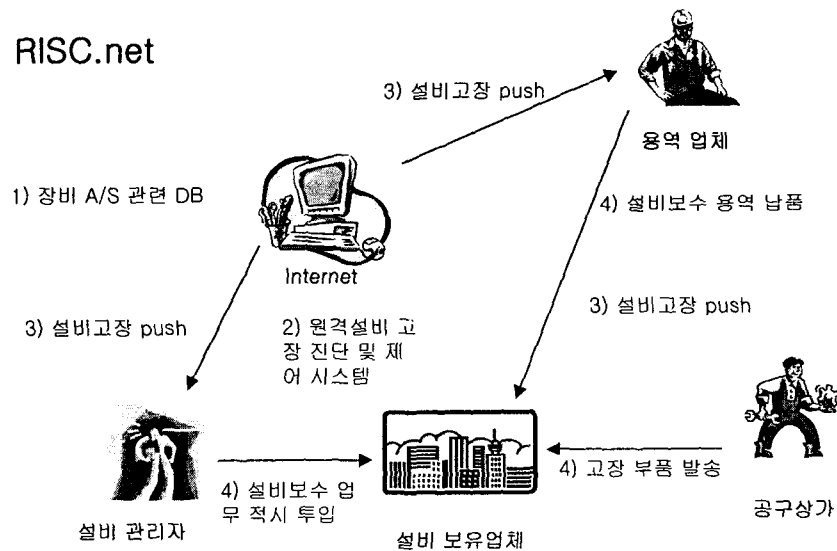 RISC.net
3) 설비고장 push
용역 업체
1) 장비 A/S 관련 DB
4) 설비보수 용역 납품
Internet
3) 설비고장 push
2) 원격설비 고
장 진단 및 제
어 시스템
3) 설비고장 push
4) 설비보수 업
무 적시 투입
4) 고장 부품 발송
설비 관리자
설비 보유업체
공구상가